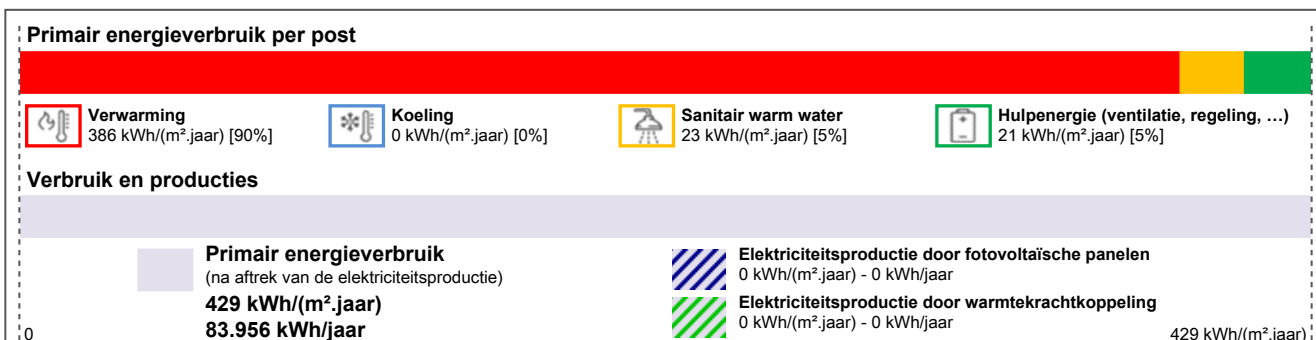 Primair energieverbruik per post
Verwarming
386 kWh/(m².jaar) [90%]
Koeling
0 kWh/(m².jaar) [0%]
Sanitair warm water
23 kWh/(m².jaar) [5%]
Hulpenergie (ventilatie, regeling, …)
21 kWh/(m².jaar) [5%]
Verbruik en producties
Primair energieverbruik
(na aftrek van de elektriciteitsproductie)
429 kWh/(m².jaar)
83.956 kWh/jaar
Elektriciteitsproductie door fotovoltaïsche panelen
0 kWh/(m².jaar) - 0 kWh/jaar
Elektriciteitsproductie door warmtekrachtkoppeling
0 kWh/(m².jaar) - 0 kWh/jaar
0
429 kWh/(m².jaar)